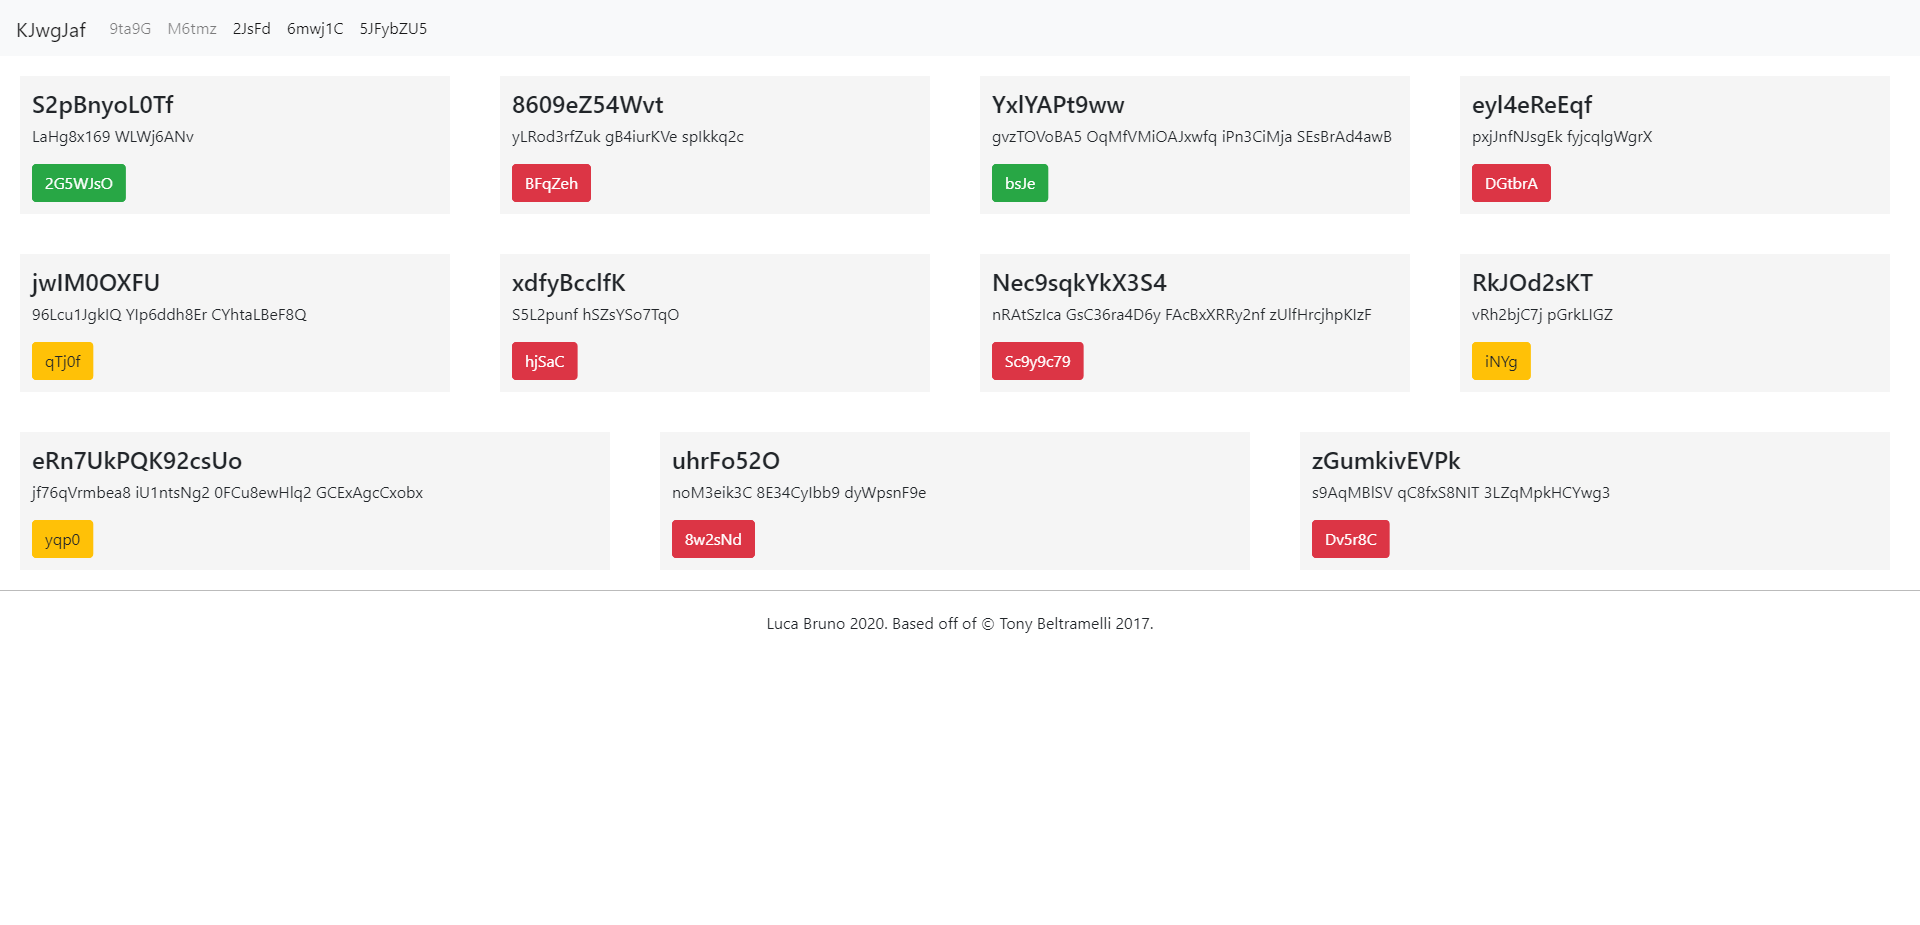 KJwgJaf 9ta9G M6tmz 2JsFd 6mwj1C 5JFybZU5
S2pBnyoL0Tf
LaHg8x169 WLWj6ANv
2G5WJsO
8609eZ54Wvt
yLRod3rfZuk gB4iurKVe spIkkq2c
BFqZeh
YxlYAPt9ww
gvzTOVoBA5 OqMfVMiOAJxwfq iPn3CiMja SEsBrAd4awB
bsJe
eyl4eReEqf
pxjJnfNJsgEk fyjcqlgWgrX
DGtbrA
jwIM0OXFU
96Lcu1JgkIQ YIp6ddh8Er CYhtaLBeF8Q
qTj0f
xdfyBcclfK
S5L2punf hSZsYSo7TqO
hjSaC
Nec9sqkYkX3S4
nRAtSzIca GsC36ra4D6y FAcBxXRRy2nf zUlfHrcjhpKIzF
Sc9y9c79
RkJOd2sKT
vRh2bjC7j pGrkLIGZ
iNYg
eRn7UkPQK92csUo
jf76qVrmbea8 iU1ntsNg2 0FCu8ewHlq2 GCExAgcCxobx
yqp0
uhrFo52O
noM3eik3C 8E34CyIbb9 dyWpsnF9e
8w2sNd
zGumkivEVPk
s9AqMBlSV qC8fxS8NIT 3LZqMpkHCYwg3
Dv5r8C
Luca Bruno 2020. Based off of © Tony Beltramelli 2017.